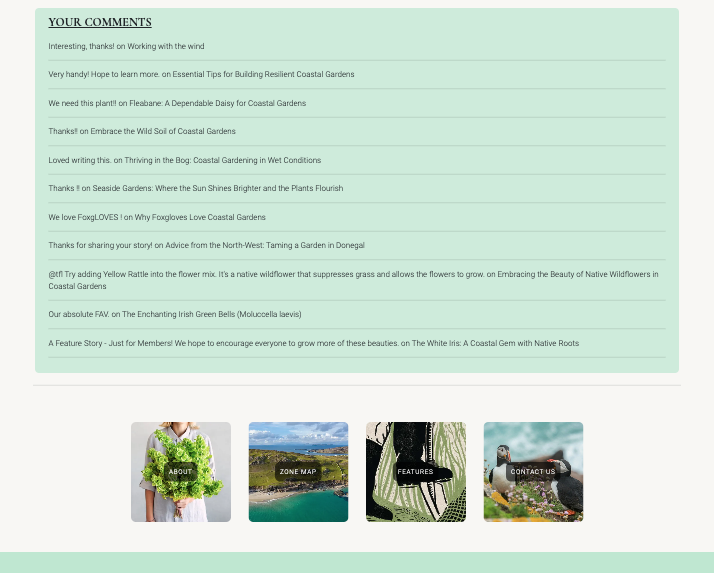 YOUR COMMENTS
Interesting, thanks! on Working with the wind
Very handy! Hope to learn more. on Essential Tips for Building Resilient Coastal Gardens
We need this plant!! on Fleabane: A Dependable Daisy for Coastal Gardens
Thanks!! on Embrace the Wild Soil of Coastal Gardens
Loved writing this. on Thriving in the Bog: Coastal Gardening in Wet Conditions
Thanks !! on Seaside Gardens: Where the Sun Shines Brighter and the Plants Flourish
We love FoxgLOVES ! on Why Foxgloves Love Coastal Gardens
Thanks for sharing your story! on Advice from the North-West: Taming a Garden in Donegal
@tfl Try adding Yellow Rattle into the flower mix. It's a native wildflower that suppresses grass and allows the flowers to grow. on Embracing the Beauty of Native Wildflowers in
Coastal Gardens
Our absolute FAV. on The Enchanting Irish Green Bells (Moluccella laevis)
A Feature Story - Just for Members! We hope to encourage everyone to grow more of these beauties. on The White Iris: A Coastal Gem with Native Roots
ABOUT
ZONE MAP
FEATURES
CONTACT US